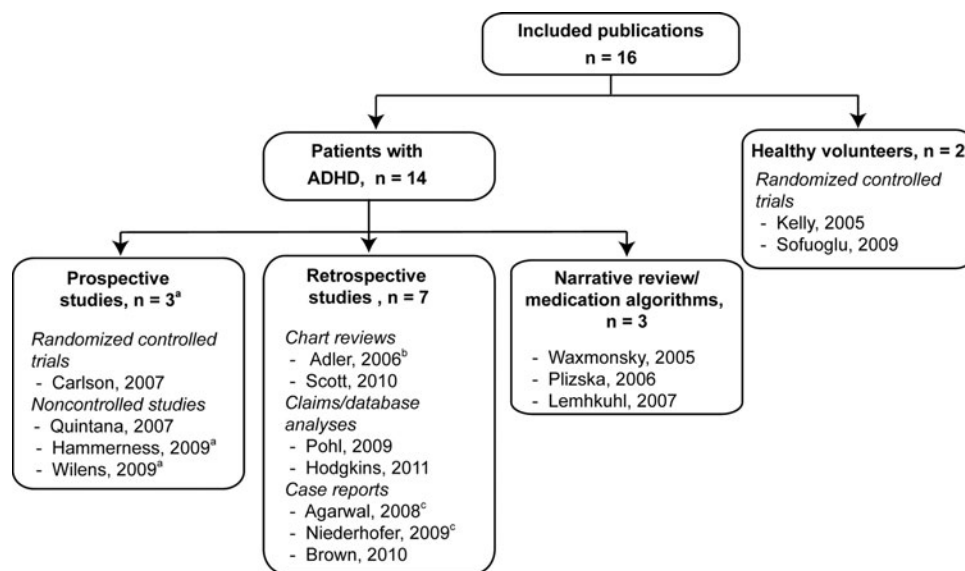 Included publications
n = 16
Patients with
ADHD, n = 14
Healthy volunteers, n = 2
Randomized controlled
trials
- Kelly, 2005
- Sofuoglu, 2009
Prospective
studies, n = 3ᵃ
Randomized controlled
trials
- Carlson, 2007
Noncontrolled studies
- Quintana, 2007
- Hammerness, 2009ᵃ
- Wilens, 2009ᵃ
Retrospective
studies , n = 7
Chart reviews
- Adler, 2006ᵇ
- Scott, 2010
Claims/database
analyses
- Pohl, 2009
- Hodgkins, 2011
Case reports
- Agarwal, 2008ᶜ
- Niederhofer, 2009ᶜ
- Brown, 2010
Narrative review/
medication algorithms,
n = 3
- Waxmonsky, 2005
- Plizska, 2006
- Lemhkuhl, 2007